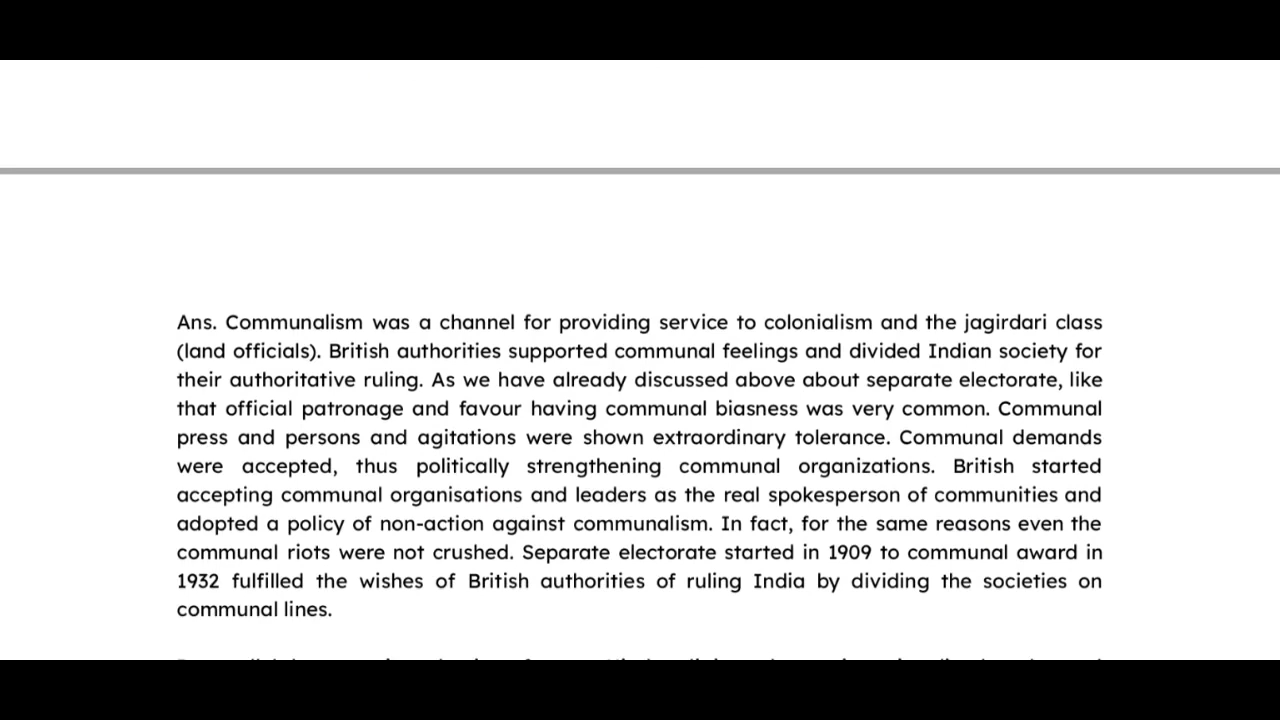 Ans. Communalism was a channel for providing service to colonialism and the jagirdari class
(land officials). British authorities supported communal feelings and divided Indian society for
their authoritative ruling. As we have already discussed above about separate electorate, like
that official patronage and favour having communal biasness was very common. Communal
press and persons and agitations were shown extraordinary tolerance. Communal demands
were accepted, thus politically strengthening communal organizations. British started
accepting communal organisations and leaders as the real spokesperson of communities and
adopted a policy of non-action against communalism. In fact, for the same reasons even the
communal riots were not crushed. Separate electorate started in 1909 to communal award in
1932 fulfilled the wishes of British authorities of ruling India by dividing the societies on
communal lines.